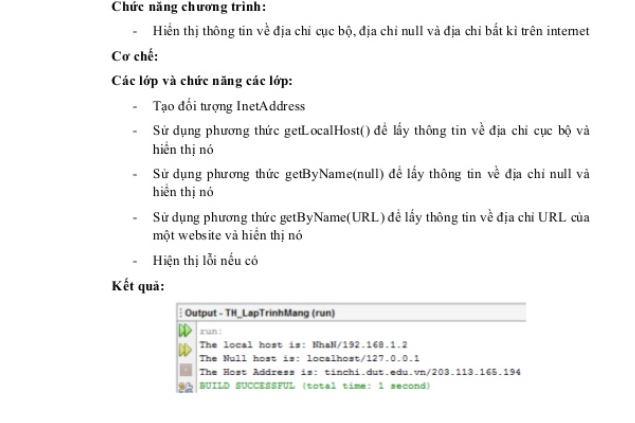 Chức năng chương trình:
- Hiển thị thông tin về địa chỉ cục bộ, địa chỉ null và địa chỉ bất kì trên internet
Cơ chế:
Các lớp và chức năng các lớp:
- Tạo đối tượng InetAddress
- Sử dụng phương thức getLocalHost() để lấy thông tin về địa chỉ cục bộ và
hiển thị nó
- Sử dụng phương thức getByName(null) để lấy thông tin về địa chỉ null và
hiển thị nó
- Sử dụng phương thức getByName(URL) để lấy thông tin về địa chỉ URL của
một website và hiển thị nó
- Hiện thị lỗi nếu có
Kết quả:
Output - TH_LapTrinhMang (run)
run:
The local host is: NhaN/192.168.1.2
The Null host is: localhost/127.0.0.1
The Host Address is: tinchi.dut.edu.vn/203.113.165.194
BUILD SUCCESSFUL (total time: 1 second)